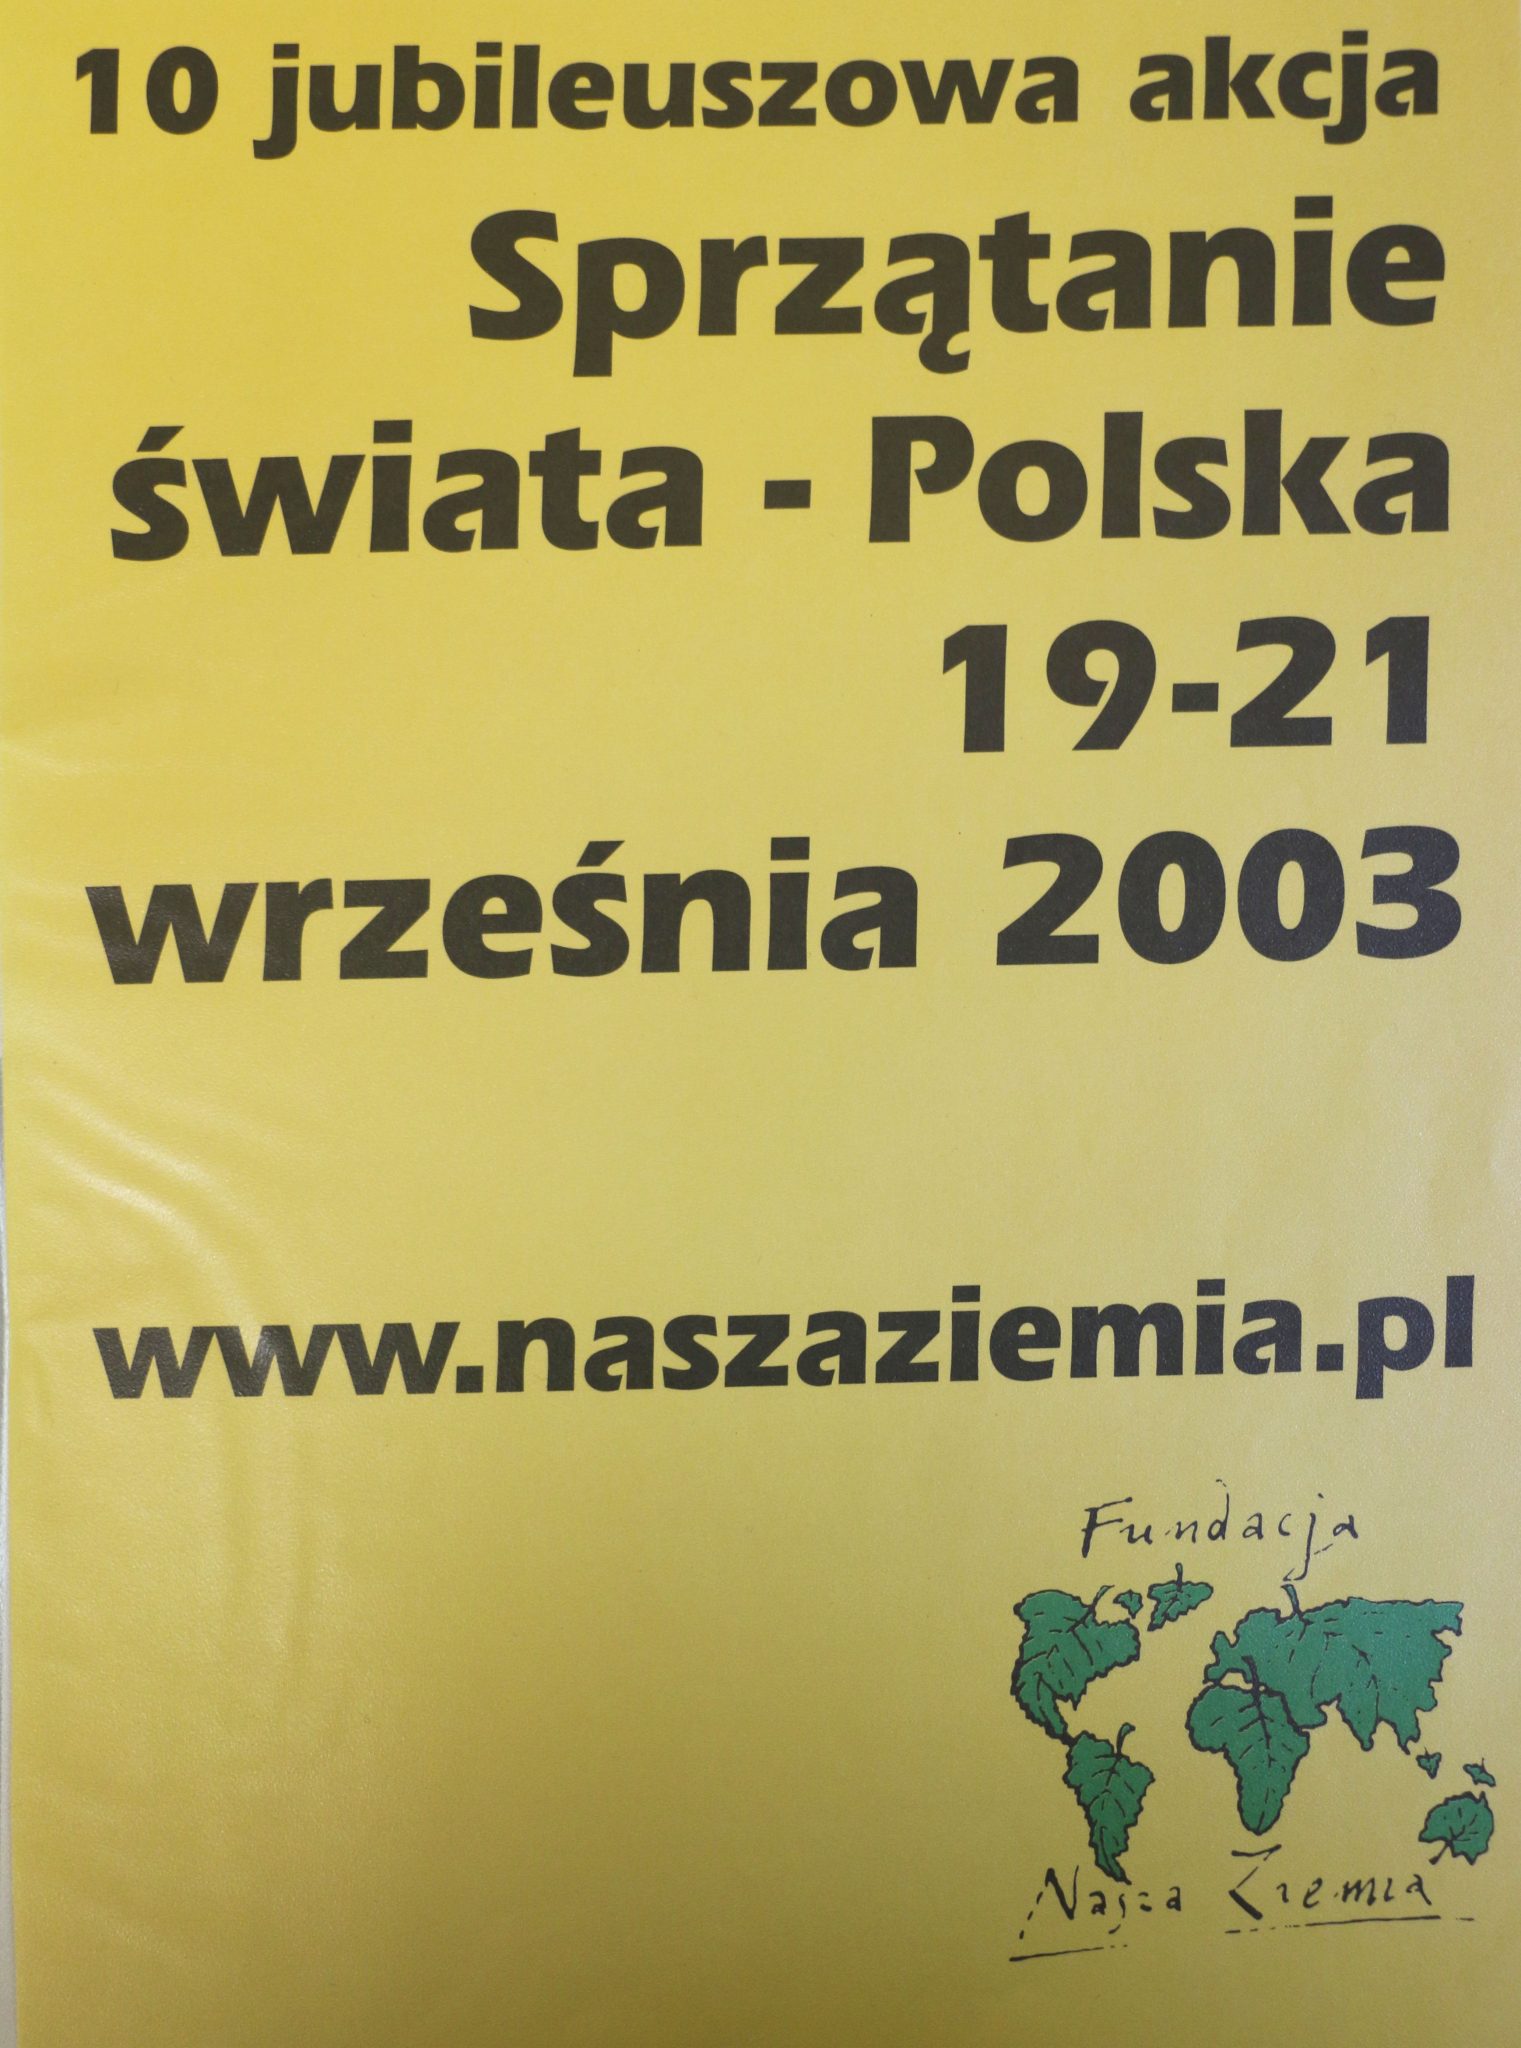 10 jubileuszowa akcja
Sprzątanie
świata - Polska
19-21
września 2003
www.naszaziemia.pl
Fundacja
Nasza Ziemia